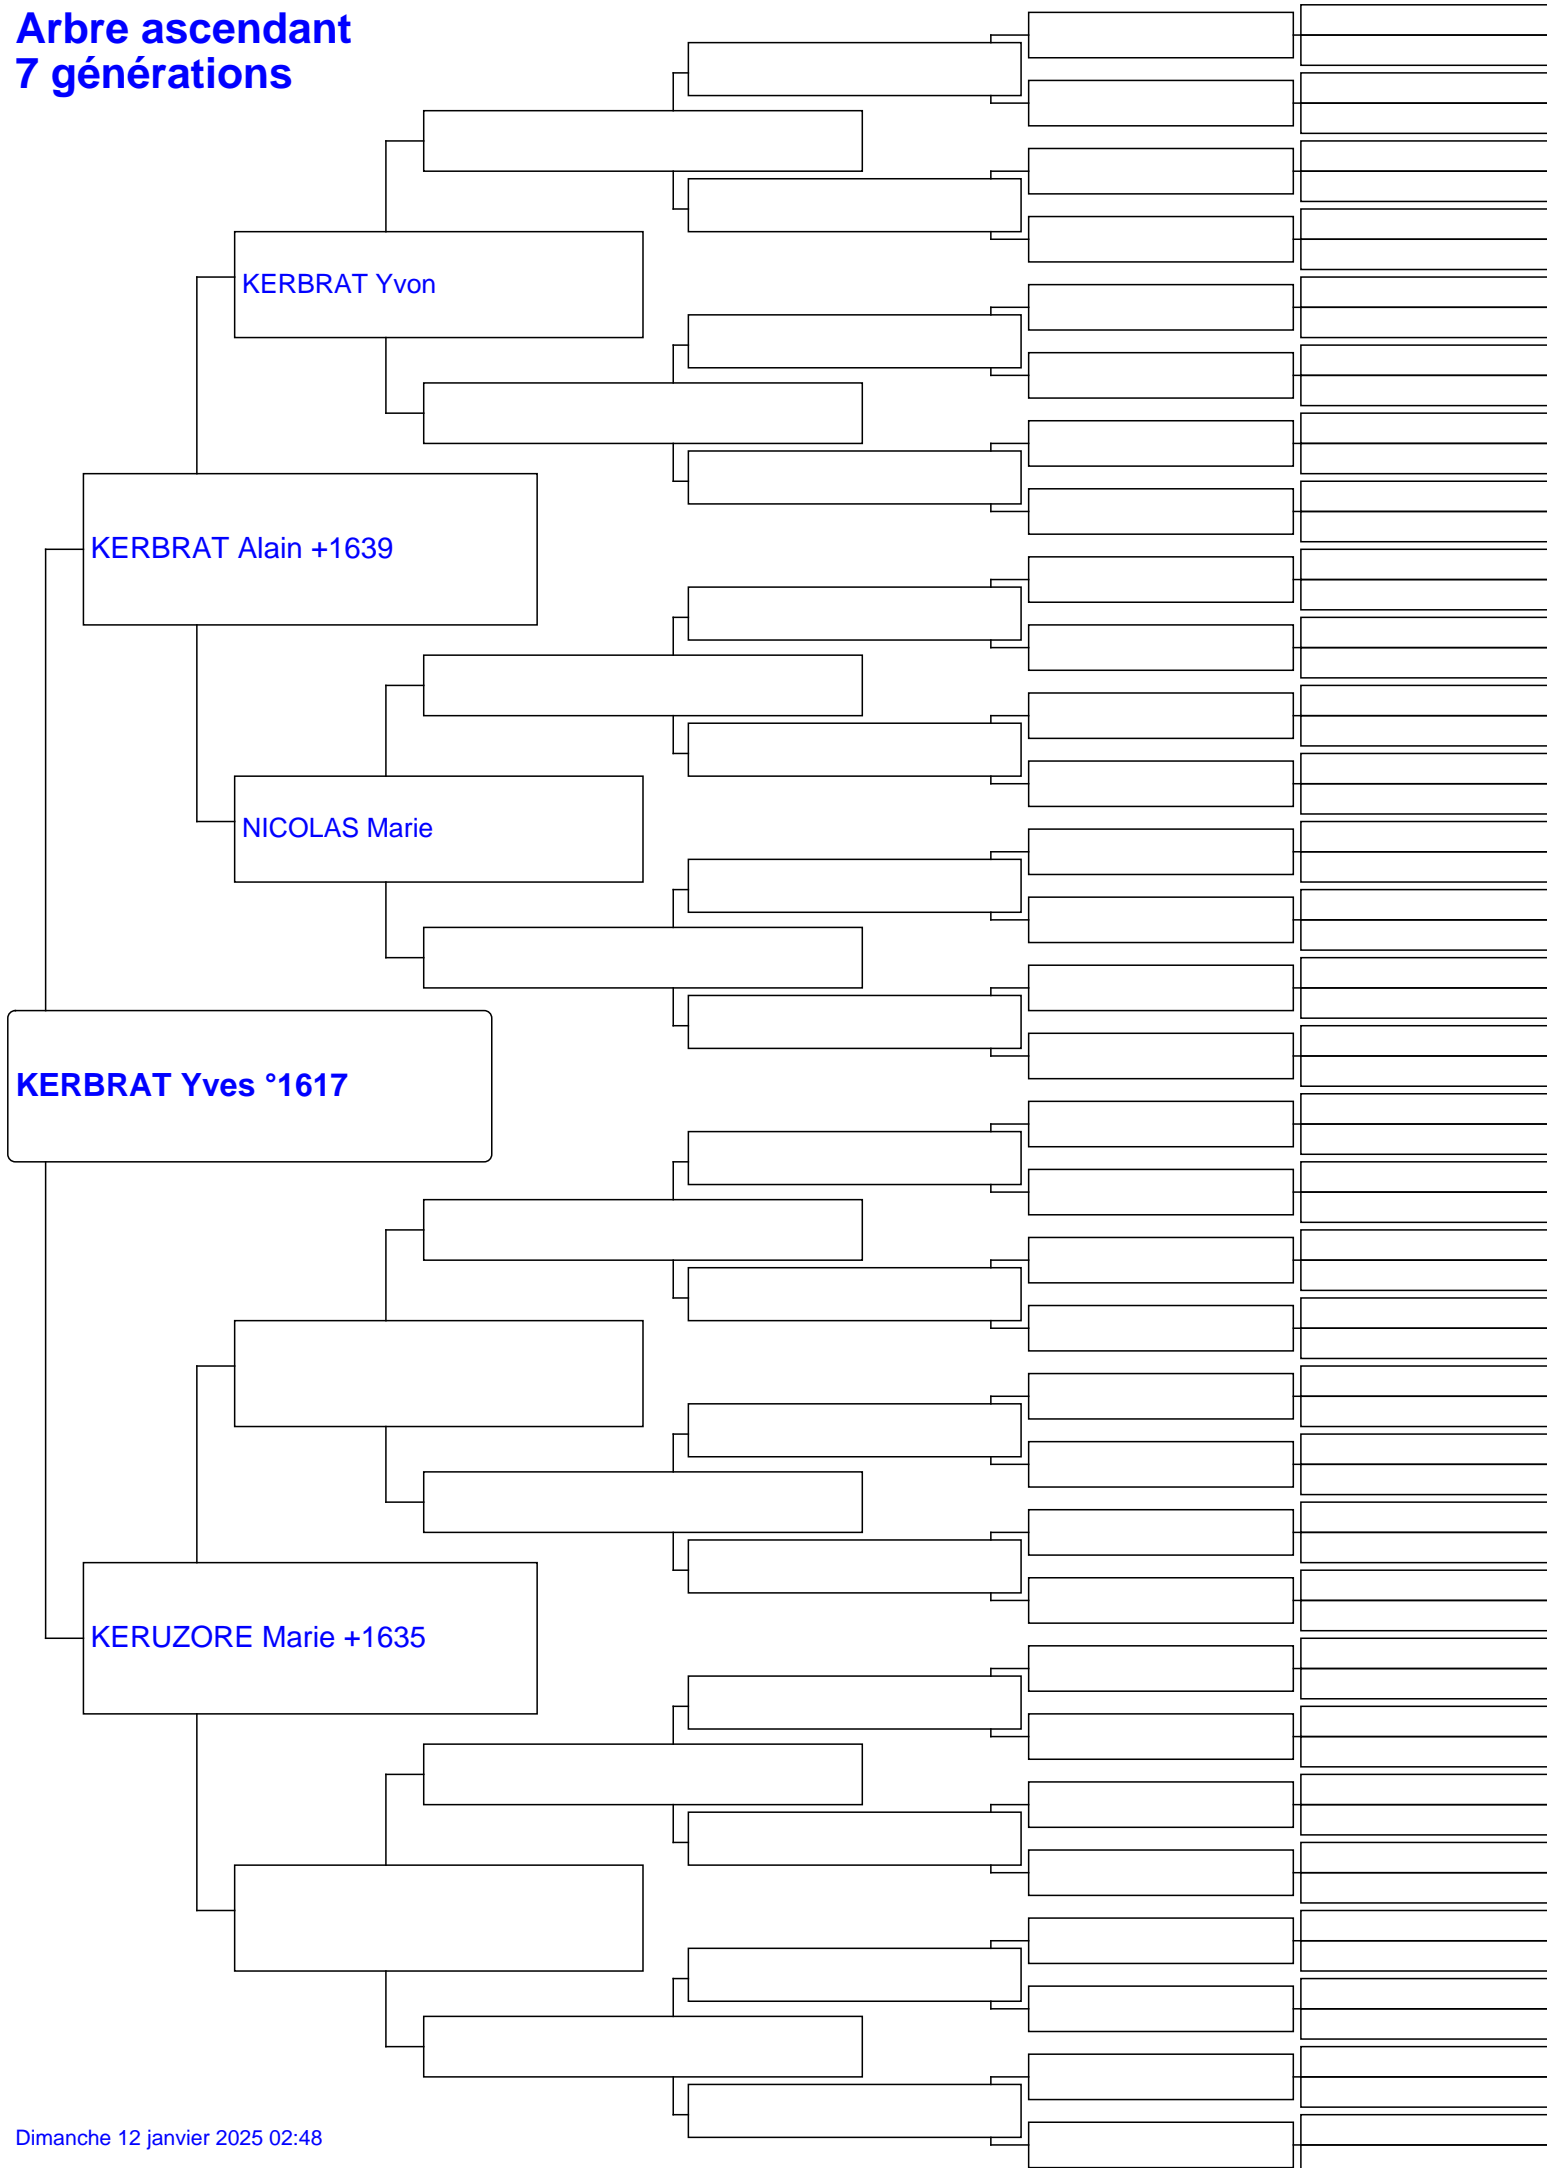 Arbre ascendant
7 générations
KERBRAT Yvon
KERBRAT Alain +1639
NICOLAS Marie
KERBRAT Yves °1617
KERUZORE Marie +1635
Dimanche 12 janvier 2025 02:48